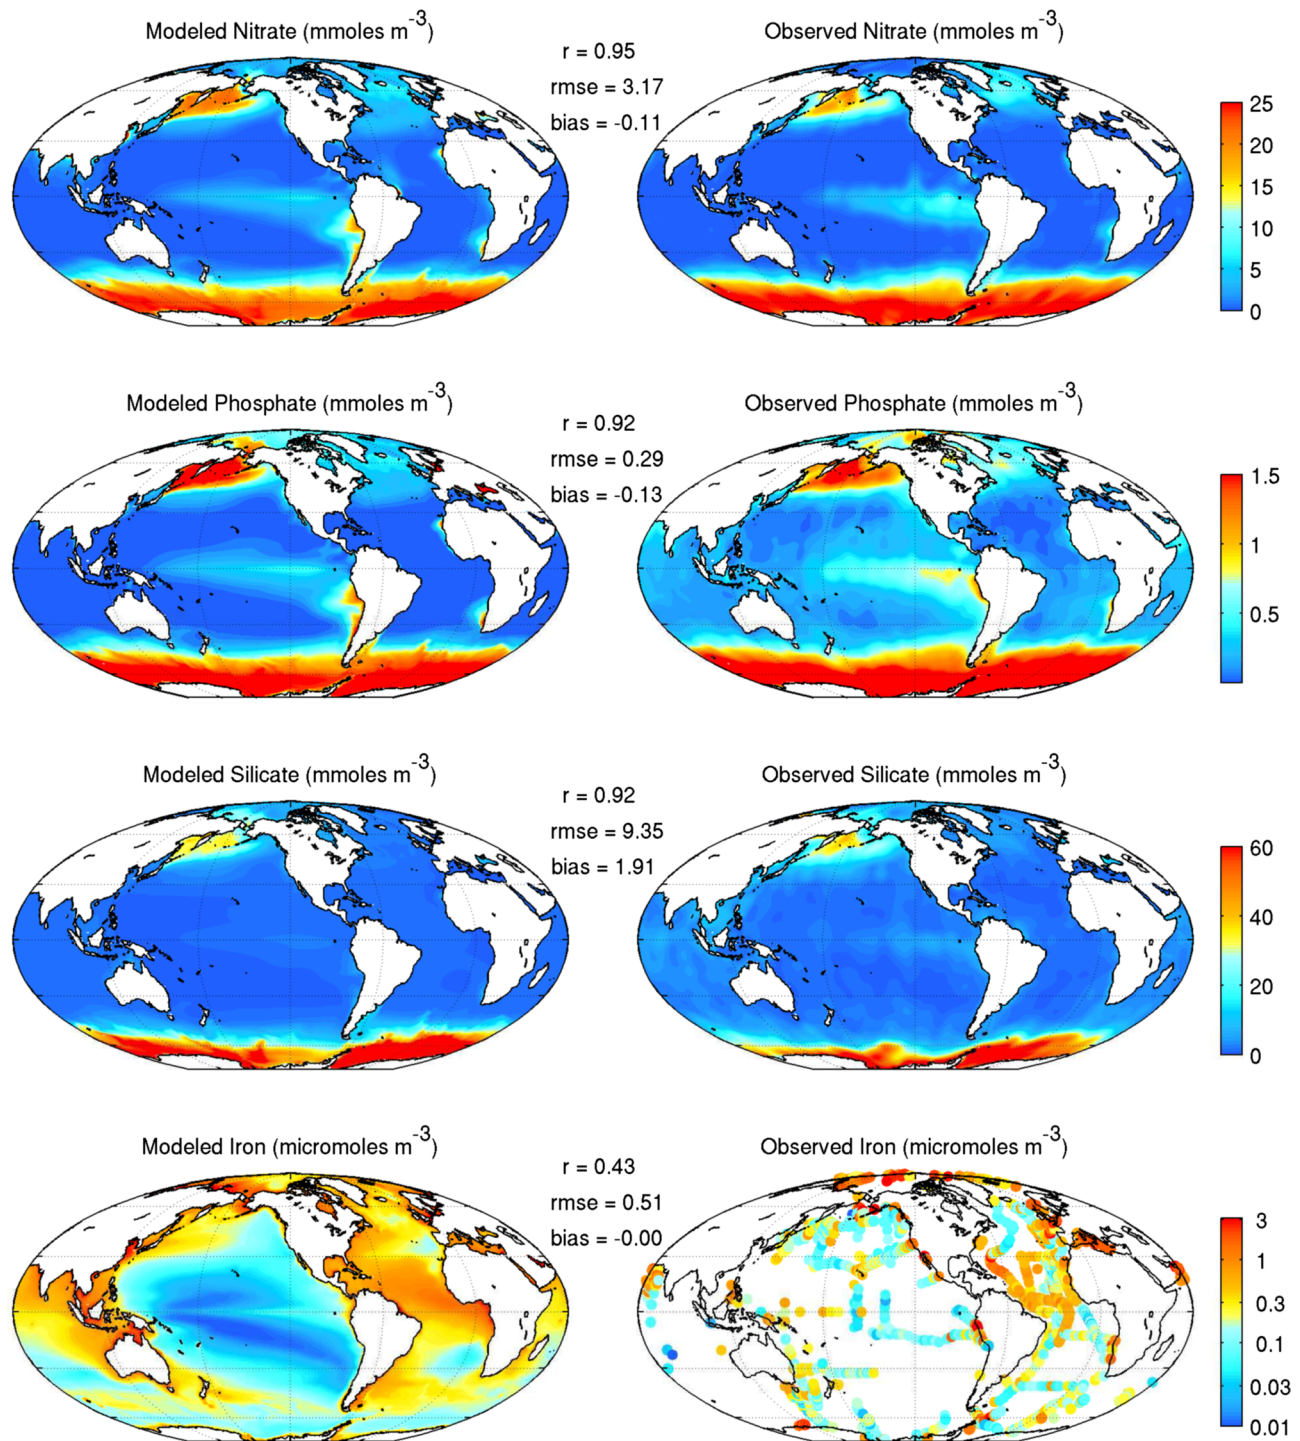 Modeled Nitrate (mmoles m-3)
Observed Nitrate (mmoles m-3)
r = 0.95
rmse = 3.17
bias = -0.11
25
20
15
10
5
0
Modeled Phosphate (mmoles m-3)
Observed Phosphate (mmoles m-3)
r = 0.92
rmse = 0.29
bias = -0.13
1.5
1
0.5
Modeled Silicate (mmoles m-3)
Observed Silicate (mmoles m-3)
r = 0.92
rmse = 9.35
bias = 1.91
60
40
20
0
Modeled Iron (micromoles m-3)
Observed Iron (micromoles m-3)
r = 0.43
rmse = 0.51
bias = -0.00
3
1
0.3
0.1
0.03
0.01